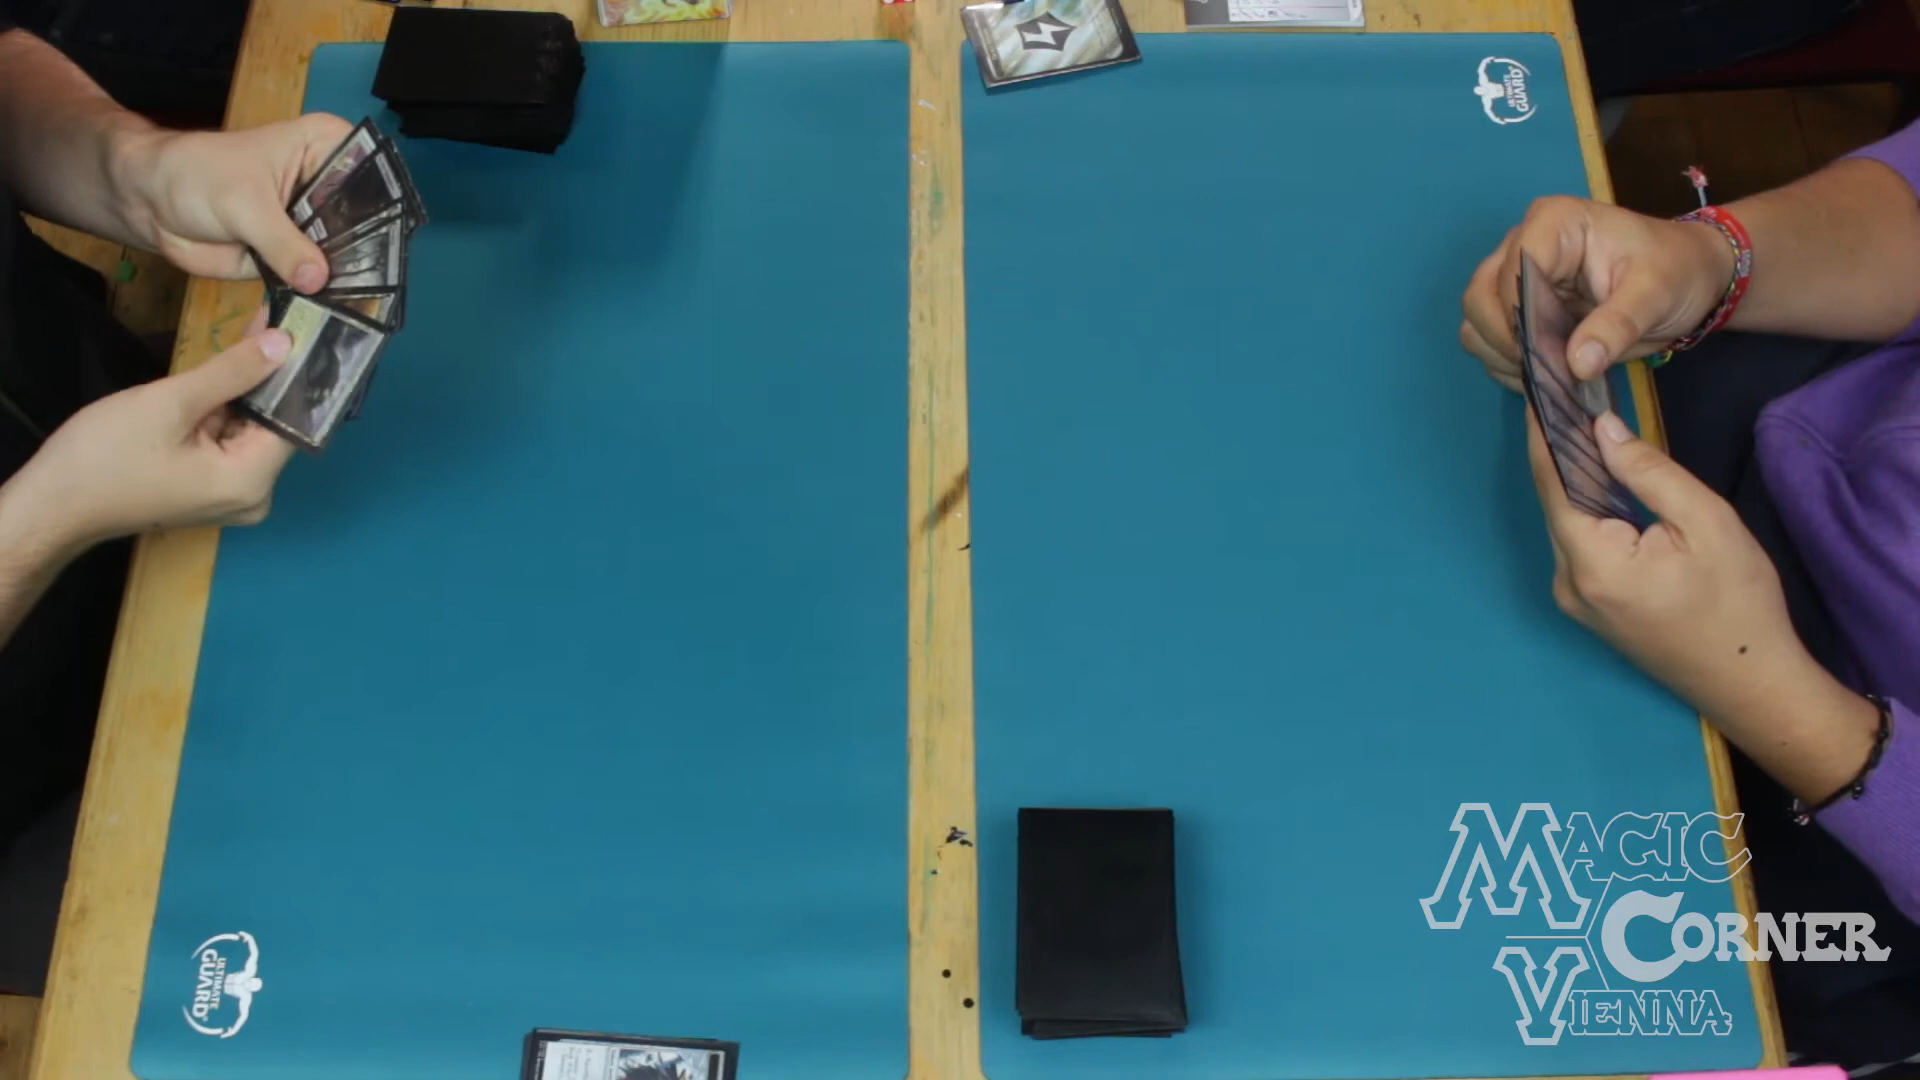 ULTIMATE
GUARD
ULTIMATE
GUARD
MAGIC
CORNER
VIENNA